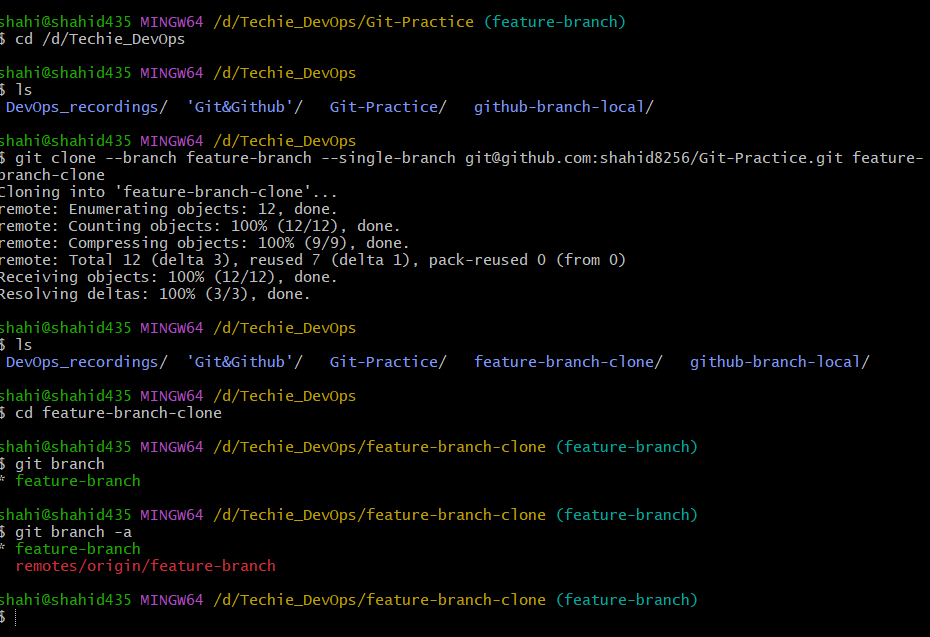 shahi@shahid435 MINGW64 /d/Techie_DevOps/Git-Practice (feature-branch)
$ cd /d/Techie_DevOps
shahi@shahid435 MINGW64 /d/Techie_DevOps
$ ls
DevOps_recordings/  'Git&Github'/   Git-Practice/   github-branch-local/
shahi@shahid435 MINGW64 /d/Techie_DevOps
$ git clone --branch feature-branch --single-branch git@github.com:shahid8256/Git-Practice.git feature-
branch-clone
Cloning into 'feature-branch-clone'...
remote: Enumerating objects: 12, done.
remote: Counting objects: 100% (12/12), done.
remote: Compressing objects: 100% (9/9), done.
remote: Total 12 (delta 3), reused 7 (delta 1), pack-reused 0 (from 0)
Receiving objects: 100% (12/12), done.
Resolving deltas: 100% (3/3), done.
shahi@shahid435 MINGW64 /d/Techie_DevOps
$ ls
DevOps_recordings/  'Git&Github'/   Git-Practice/   feature-branch-clone/   github-branch-local/
shahi@shahid435 MINGW64 /d/Techie_DevOps
$ cd feature-branch-clone
shahi@shahid435 MINGW64 /d/Techie_DevOps/feature-branch-clone (feature-branch)
$ git branch
* feature-branch
shahi@shahid435 MINGW64 /d/Techie_DevOps/feature-branch-clone (feature-branch)
$ git branch -a
* feature-branch
remotes/origin/feature-branch
shahi@shahid435 MINGW64 /d/Techie_DevOps/feature-branch-clone (feature-branch)
$